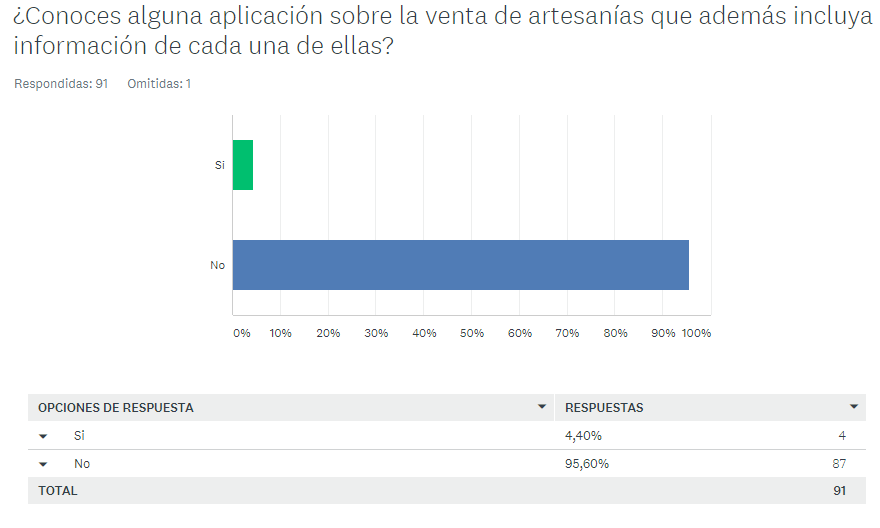 ¿Conoces alguna aplicación sobre la venta de artesanías que además incluya
información de cada una de ellas?
Respondidas: 91 Omitidas: 1
Si
No
0% 10% 20% 30% 40% 50% 60% 70% 80% 90% 100%
OPCIONES DE RESPUESTA RESPUESTAS
Si 4,40% 4
No 95,60% 87
TOTAL 91